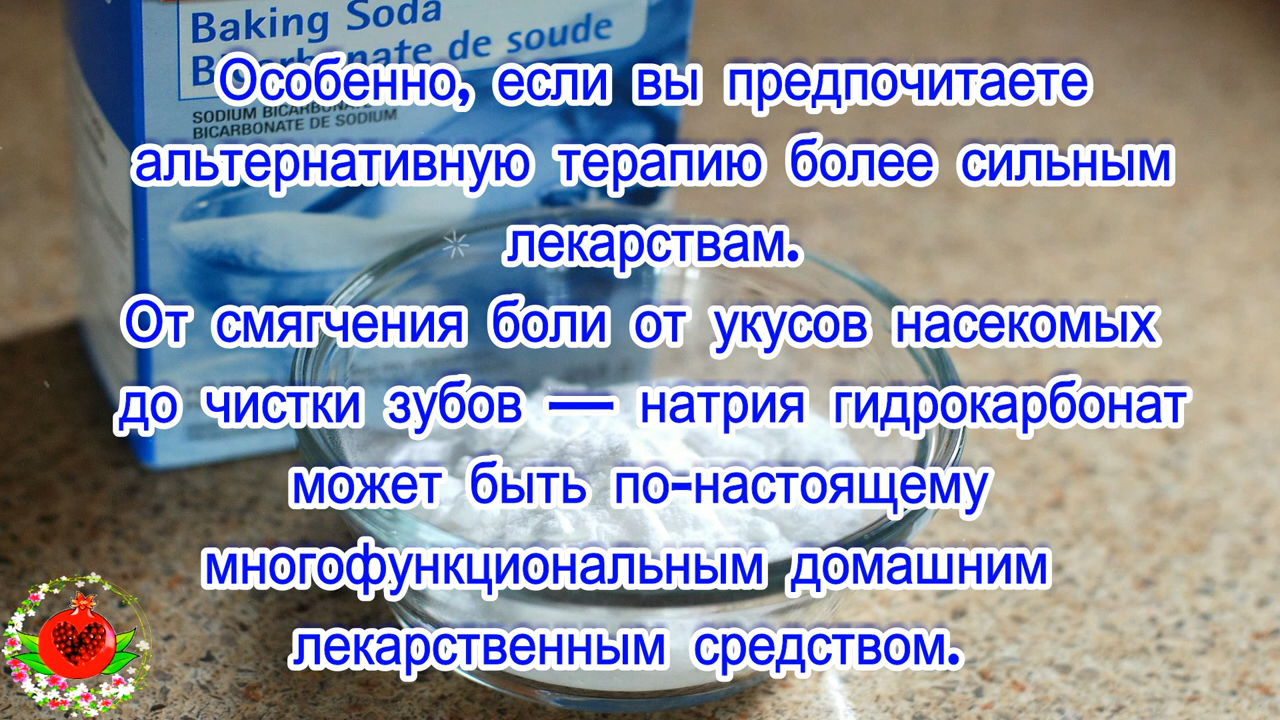 Baking Soda
Bicarbonate de soude
SODIUM BICARBONATE
BICARBONATE DE SODIUM
Особенно, если вы предпочитаете
альтернативную терапию более сильным
лекарствам.
От смягчения боли от укусов насекомых
до чистки зубов — натрия гидрокарбонат
может быть по-настоящему
многофункциональным домашним
лекарственным средством.